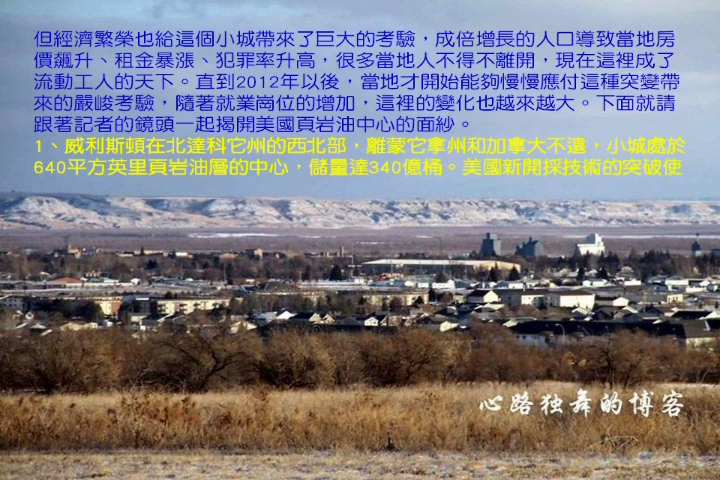 但經濟繁榮也給這個小城帶來了巨大的考驗，成倍增長的人口導致當地房
價飆升、租金暴漲、犯罪率升高，很多當地人不得不離開，現在這裡成了
流動工人的天下。直到2012年以後，當地才開始能夠慢慢應付這種突變帶
來的嚴峻考驗，隨著就業崗位的增加，這裡的變化也越來越大。下面就請
跟著記者的鏡頭一起揭開美國頁岩油中心的面紗。
1、威利斯頓在北達科它州的西北部，離蒙它拿州和加拿大不遠，小城處於
640平方英里頁岩油層的中心，儲量達340億桶。美國新開採技術的突破使
心路独舞的博客